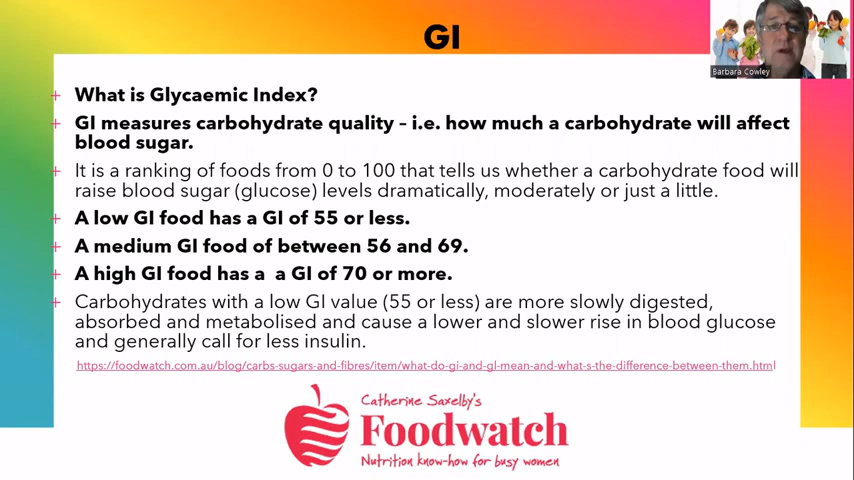 GI
Barbara Cowley
+ What is Glycaemic Index?
+ GI measures carbohydrate quality – i.e. how much a carbohydrate will affect
blood sugar.
+ It is a ranking of foods from 0 to 100 that tells us whether a carbohydrate food will
raise blood sugar (glucose) levels dramatically, moderately or just a little.
+ A low GI food has a GI of 55 or less.
+ A medium GI food of between 56 and 69.
+ A high GI food has a  a GI of 70 or more.
+ Carbohydrates with a low GI value (55 or less) are more slowly digested,
absorbed and metabolised and cause a lower and slower rise in blood glucose
and generally call for less insulin.
https://foodwatch.com.au/blog/carbs-sugars-and-fibres/item/what-do-gi-and-gl-mean-and-what-s-the-difference-between-them.html
Catherine Saxelby's
Foodwatch
Nutrition know-how for busy women